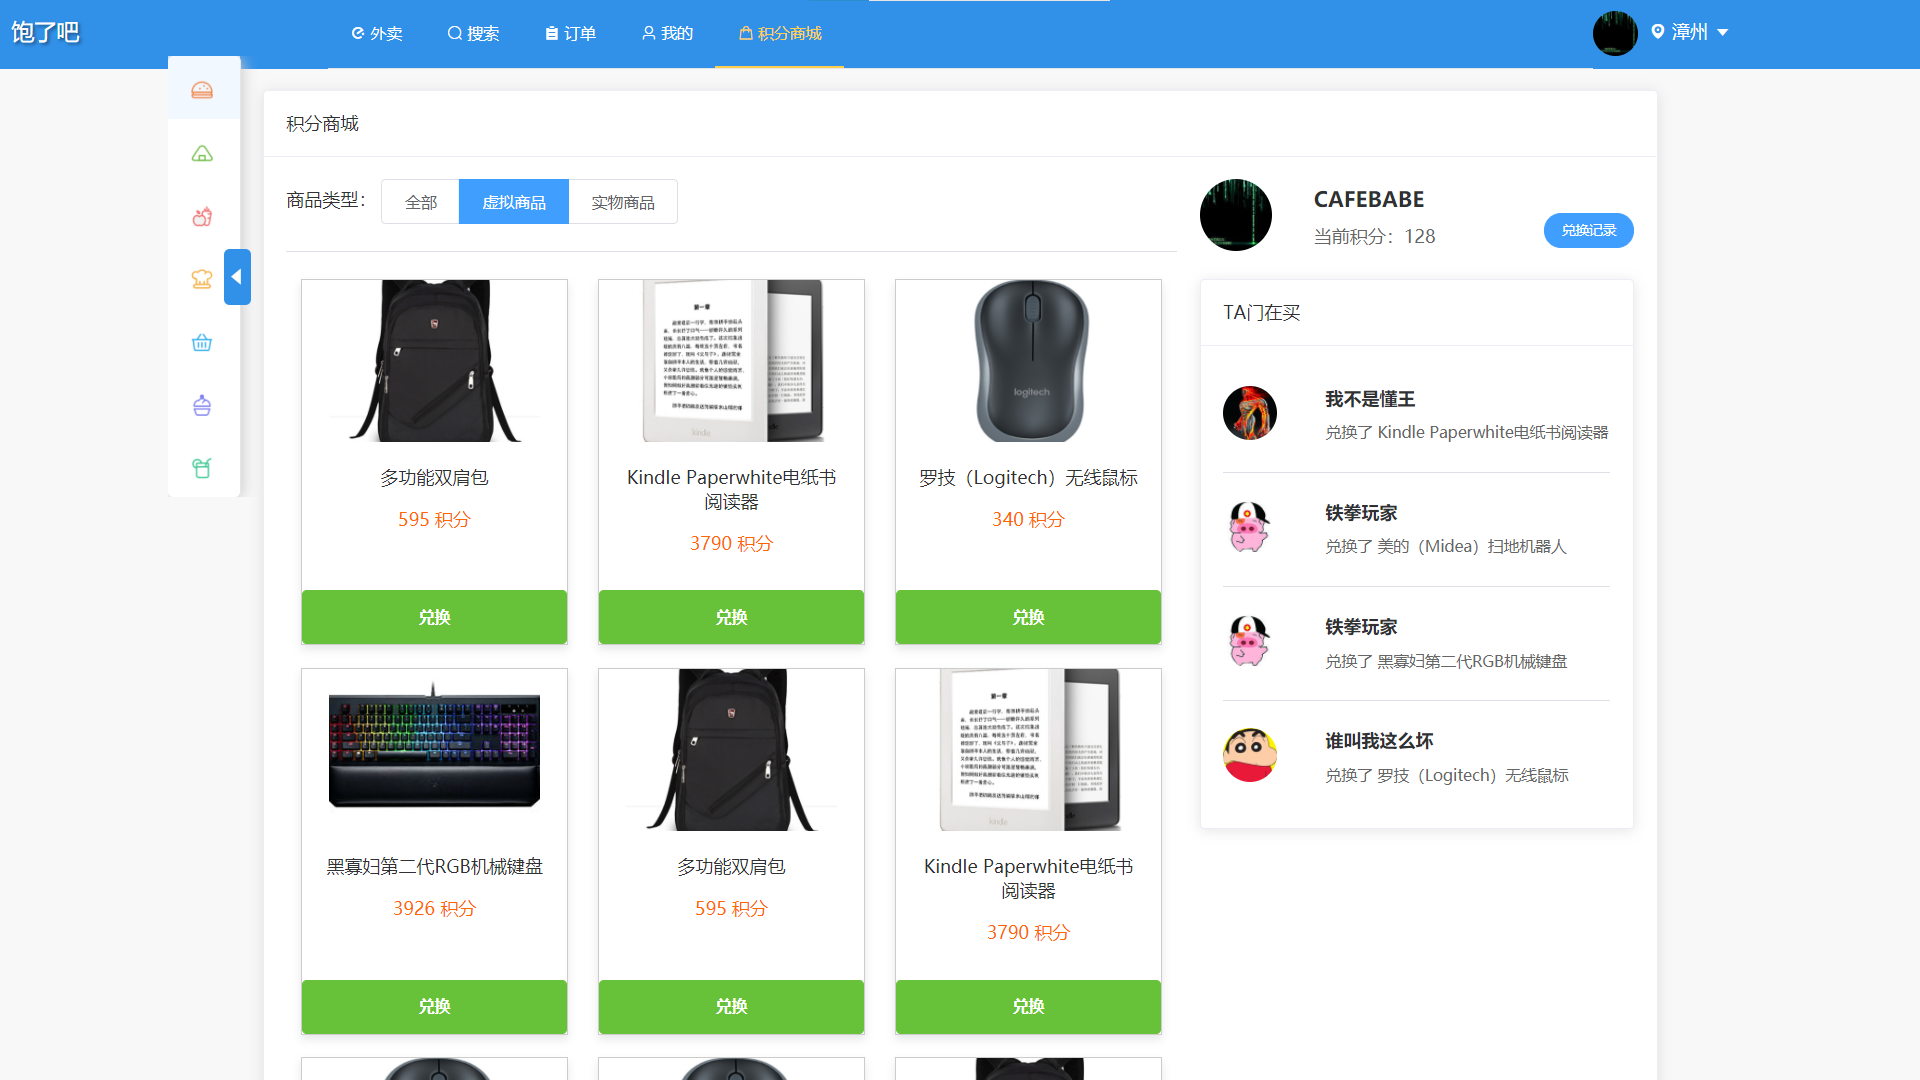 饱了吧
外卖
搜索
订单
我的
积分商城
漳州
积分商城
商品类型：
全部
虚拟商品
实物商品
CAFEBABE
当前积分：128
兑换记录
logitech
kindle
多功能双肩包
595 积分
兑换
Kindle Paperwhite电纸书
阅读器
3790 积分
兑换
罗技（Logitech）无线鼠标
340 积分
兑换
TA门在买
我不是懂王
兑换了 Kindle Paperwhite电纸书阅读器
铁拳玩家
兑换了 美的（Midea）扫地机器人
铁拳玩家
兑换了 黑寡妇第二代RGB机械键盘
谁叫我这么坏
兑换了 罗技（Logitech）无线鼠标
kindle
黑寡妇第二代RGB机械键盘
3926 积分
兑换
多功能双肩包
595 积分
兑换
Kindle Paperwhite电纸书
阅读器
3790 积分
兑换